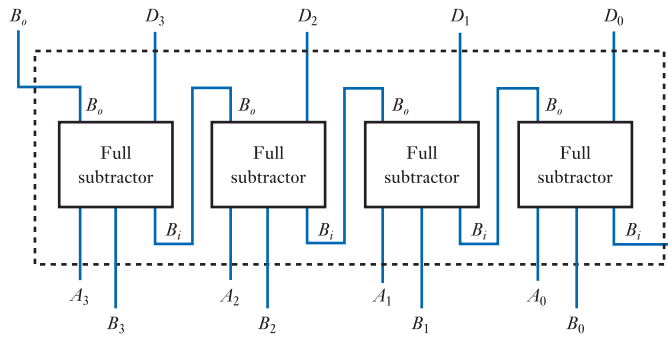 Bₒ D₃ D₂ D₁ D₀
Bₒ Bₒ Bₒ Bₒ
Full Full Full Full
subtractor subtractor subtractor subtractor
Bᵢ Bᵢ Bᵢ Bᵢ
A₃ A₂ A₁ A₀
B₃ B₂ B₁ B₀